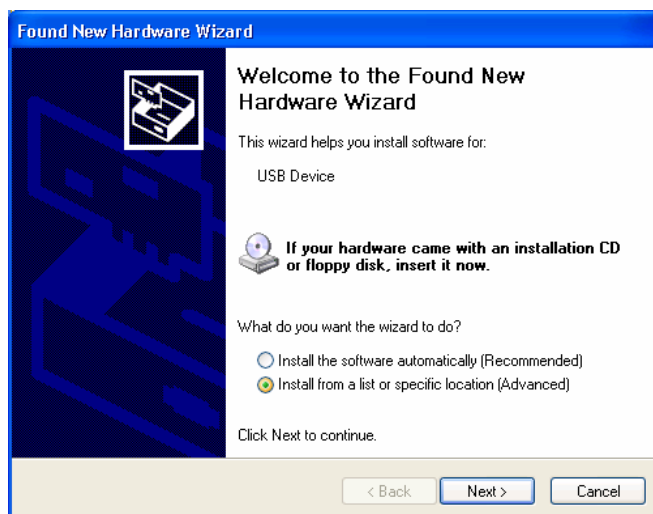 Found New Hardware Wizard
Welcome to the Found New
Hardware Wizard
This wizard helps you install software for:
USB Device
If your hardware came with an installation CD
or floppy disk, insert it now.
What do you want the wizard to do?
Install the software automatically (Recommended)
Install from a list or specific location (Advanced)
Click Next to continue.
< Back
Next >
Cancel